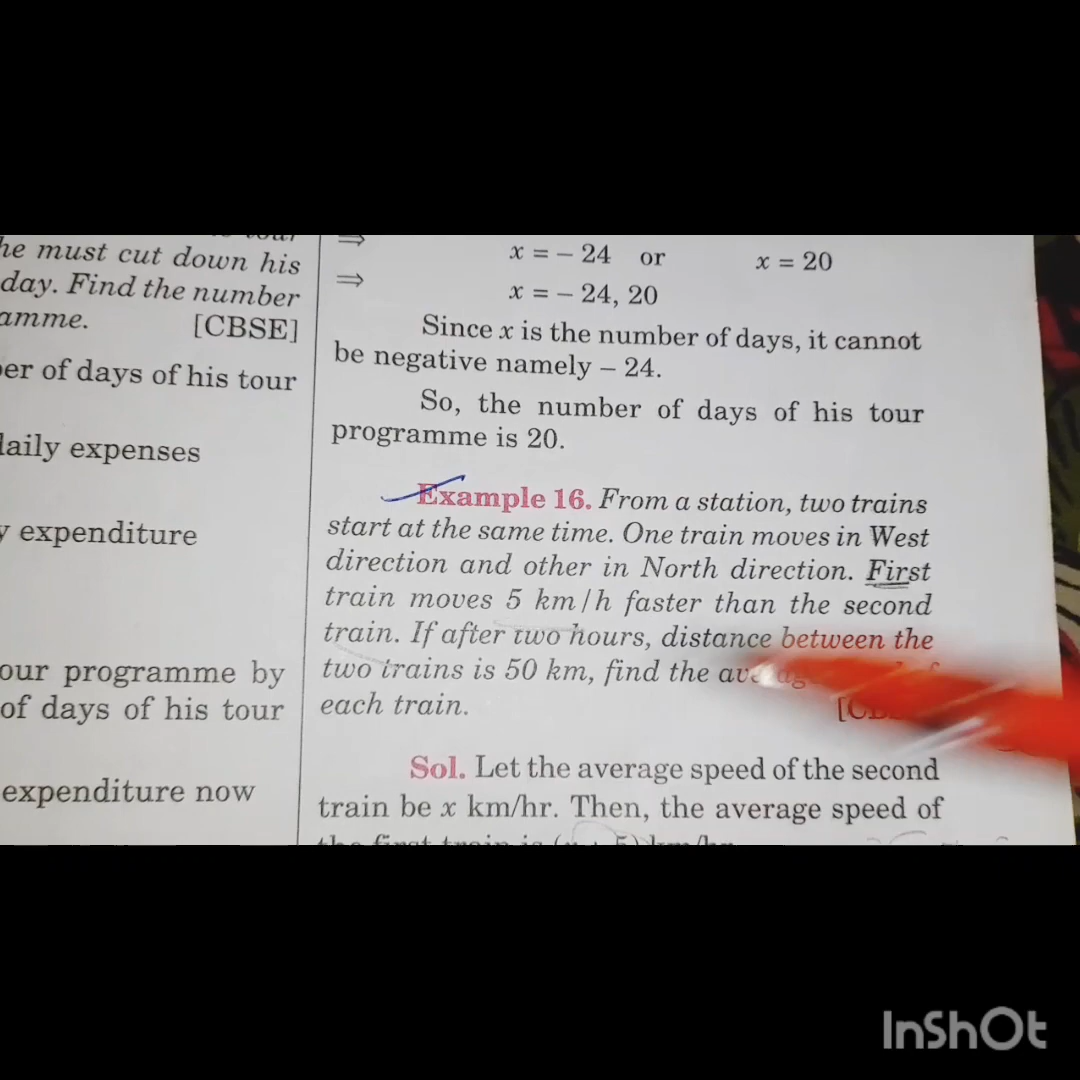 he must cut down his
day. Find the number
amme. [CBSE]
er of days of his tour
daily expenses
y expenditure
our programme by
of days of his tour
expenditure now
⇒ x = – 24 or x = 20
⇒ x = – 24, 20
Since x is the number of days, it cannot
be negative namely – 24.
So, the number of days of his tour
programme is 20.
Example 16. From a station, two trains
start at the same time. One train moves in West
direction and other in North direction. First
train moves 5 km/h faster than the second
train. If after two hours, distance between the
two trains is 50 km, find the
each train.
Sol. Let the average speed of the second
train be x km/hr. Then, the average speed of
InShOt